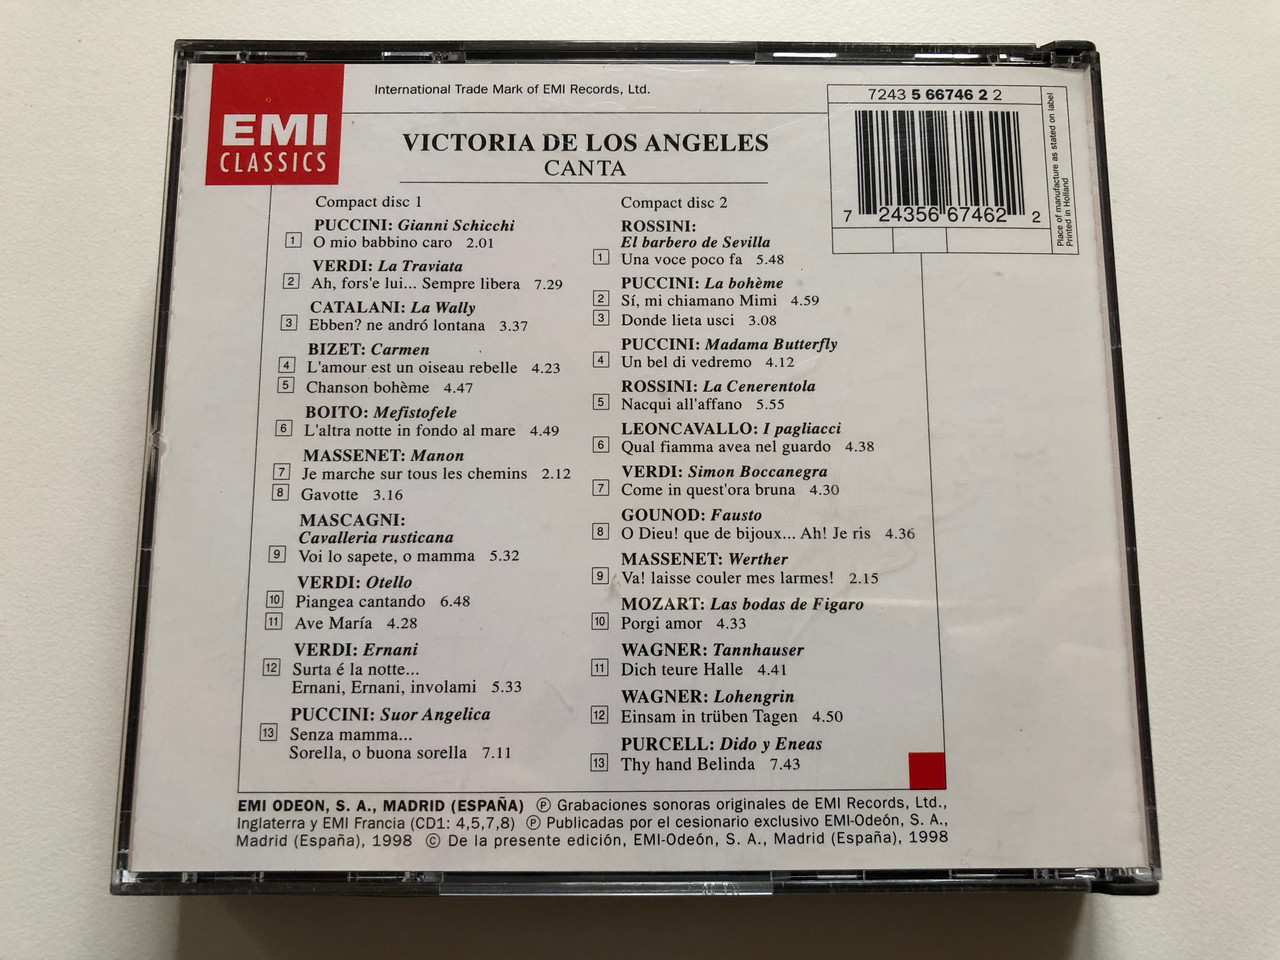 International Trade Mark of EMI Records, Ltd.
EMI
CLASSICS
7243 5 66746 2 2
7 24356 67462 2
Place of manufacture as stated on label
Printed in Holland
VICTORIA DE LOS ANGELES
CANTA
Compact disc 1
PUCCINI: Gianni Schicchi
1 O mio babbino caro 2.01
VERDI: La Traviata
2 Ah, fors'e lui... Sempre libera 7.29
CATALANI: La Wally
3 Ebben? ne andró lontana 3.37
BIZET: Carmen
4 L'amour est un oiseau rebelle 4.23
5 Chanson bohème 4.47
BOITO: Mefistofele
6 L'altra notte in fondo al mare 4.49
MASSENET: Manon
7 Je marche sur tous les chemins 2.12
8 Gavotte 3.16
MASCAGNI:
Cavalleria rusticana
9 Voi lo sapete, o mamma 5.32
VERDI: Otello
10 Piangea cantando 6.48
11 Ave María 4.28
VERDI: Ernani
12 Surta é la notte...
Ernani, Ernani, involami 5.33
PUCCINI: Suor Angelica
13 Senza mamma...
Sorella, o buona sorella 7.11
Compact disc 2
ROSSINI:
El barbero de Sevilla
1 Una voce poco fa 5.48
PUCCINI: La bohème
2 Sí, mi chiamano Mimi 4.59
3 Donde lieta usci 3.08
PUCCINI: Madama Butterfly
4 Un bel di vedremo 4.12
ROSSINI: La Cenerentola
5 Nacqui all'affano 5.55
LEONCAVALLO: I pagliacci
6 Qual fiamma avea nel guardo 4.38
VERDI: Simon Boccanegra
7 Come in quest'ora bruna 4.30
GOUNOD: Fausto
8 O Dieu! que de bijoux... Ah! Je ris 4.36
MASSENET: Werther
9 Va! laisse couler mes larmes! 2.15
MOZART: Las bodas de Figaro
10 Porgi amor 4.33
WAGNER: Tannhauser
11 Dich teure Halle 4.41
WAGNER: Lohengrin
12 Einsam in trüben Tagen 4.50
PURCELL: Dido y Eneas
13 Thy hand Belinda 7.43
EMI ODEON, S. A., MADRID (ESPAÑA) Ⓟ Grabaciones sonoras originales de EMI Records, Ltd.,
Inglaterra y EMI Francia (CD1: 4,5,7,8) Ⓟ Publicadas por el cesionario exclusivo EMI-Odeón, S. A.,
Madrid (España), 1998 © De la presente edición, EMI-Odeón, S. A., Madrid (España), 1998